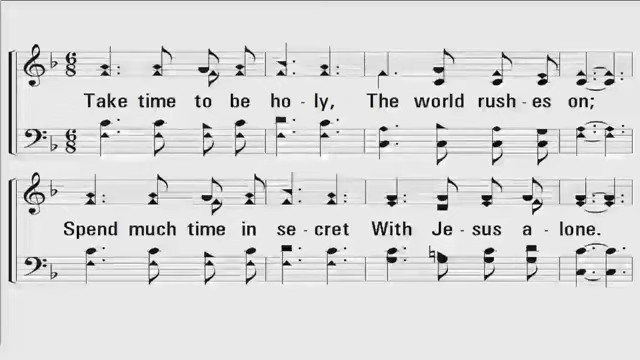 Take time to be ho - ly, The world rush - es on;
Spend much time in se - cret With Je - sus a - lone.